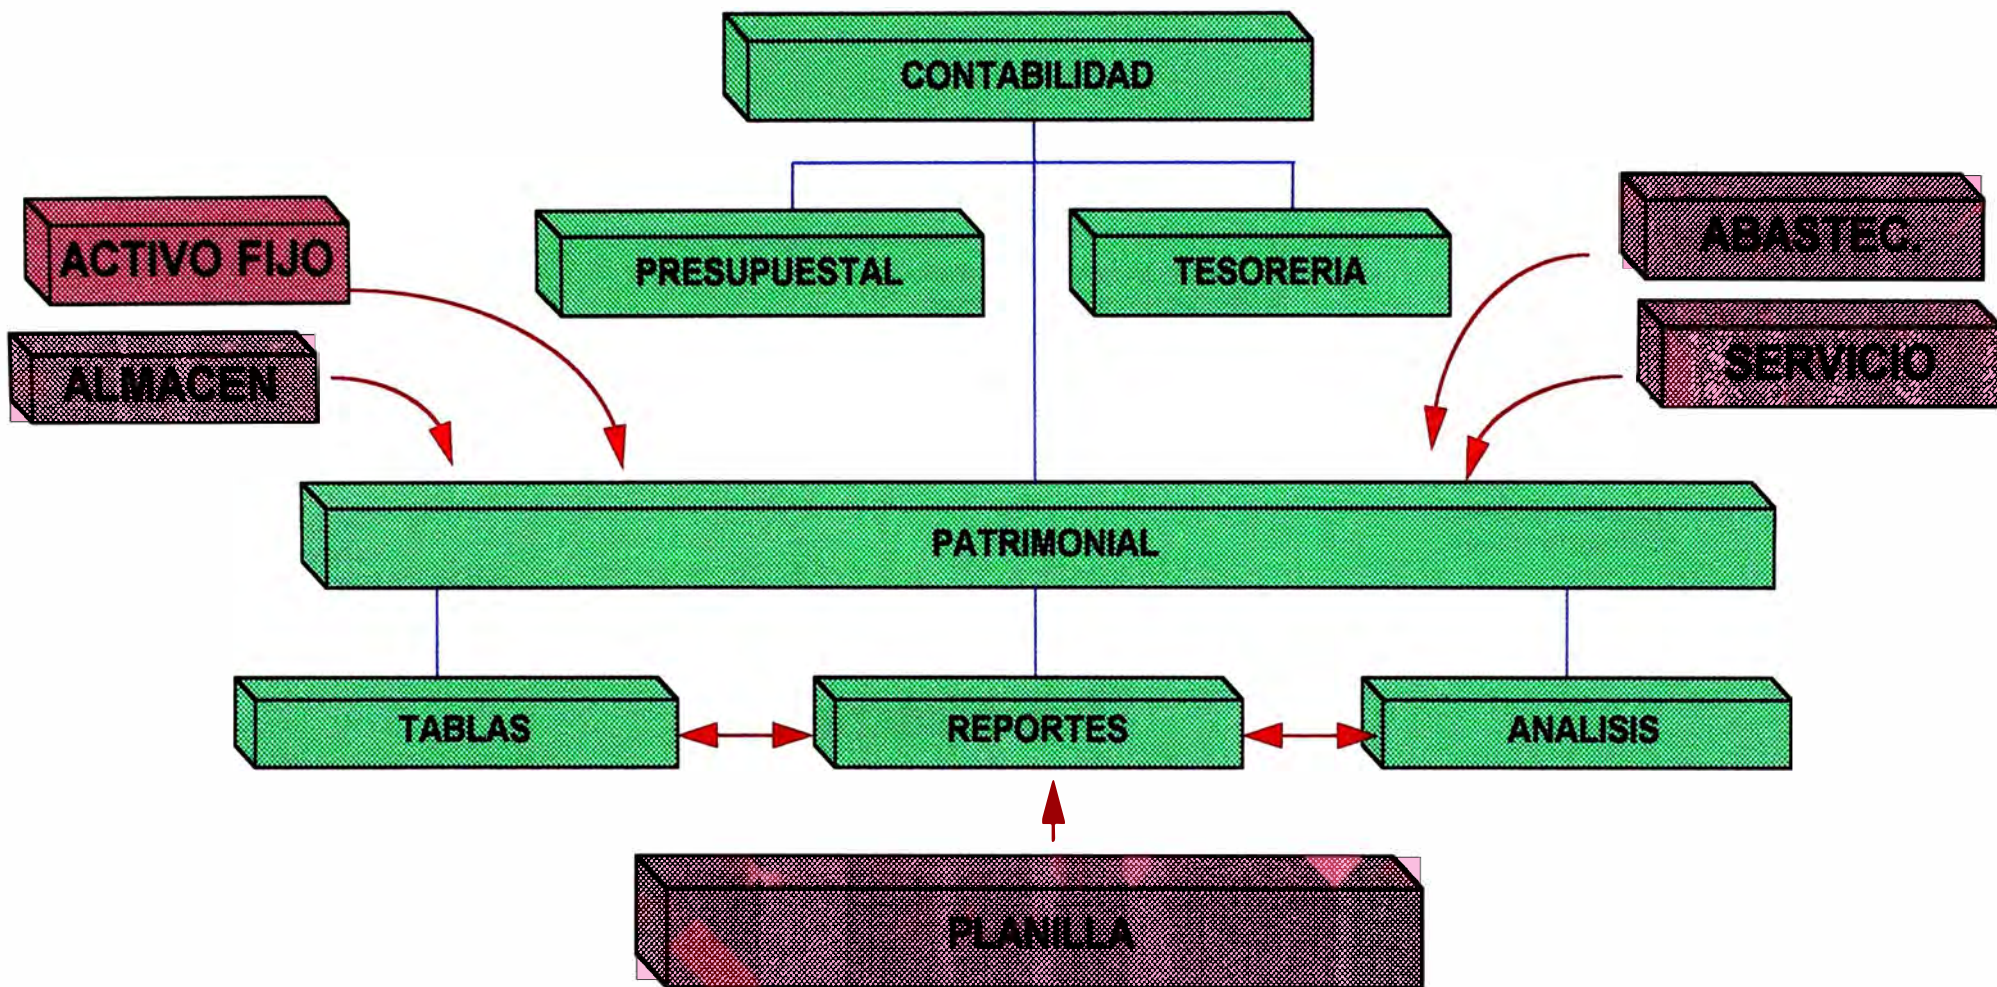 CONTABILIDAD
ACTIVO FIJO
PRESUPUESTAL
TESORERIA
ABASTEC.
ALMACEN
SERVICIO
PATRIMONIAL
TABLAS
REPORTES
ANALISIS
PLANILLA